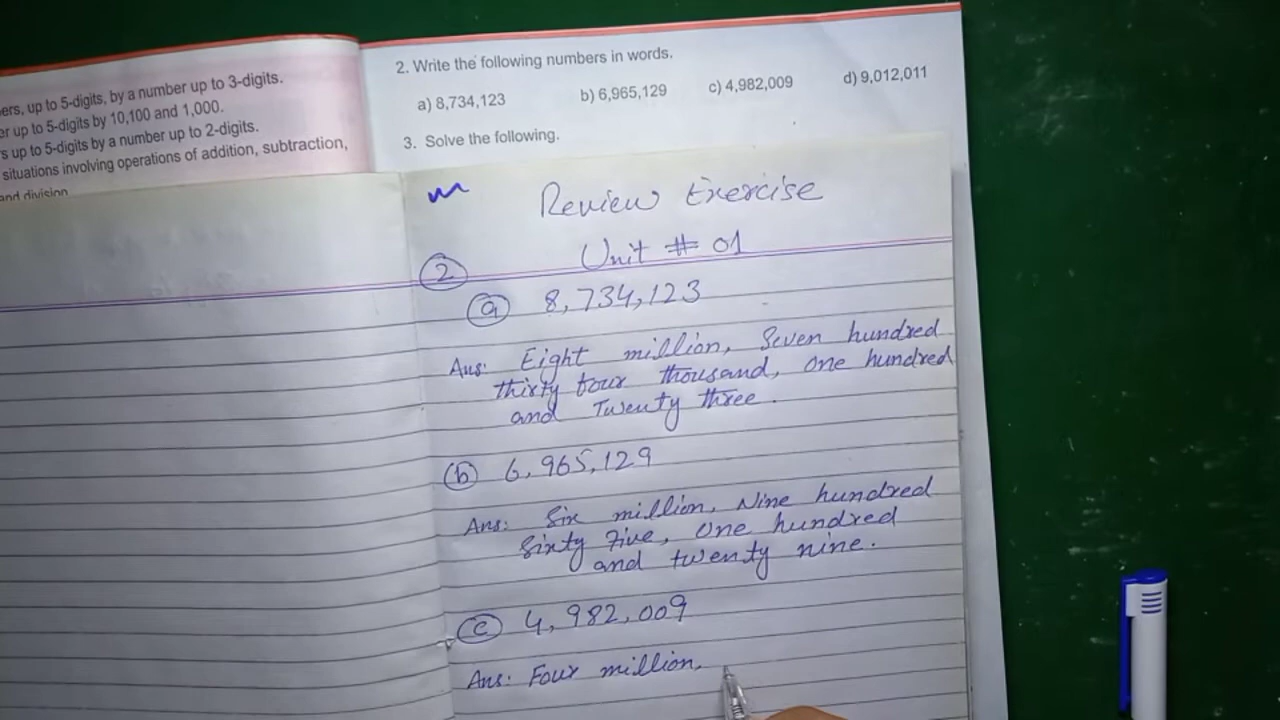 ers, up to 5-digits, by a number up to 3-digits.
er up to 5-digits by 10,100 and 1,000.
s up to 5-digits by a number up to 2-digits.
situations involving operations of addition, subtraction,
and division
2. Write the following numbers in words.
a) 8,734,123 b) 6,965,129 c) 4,982,009 d) 9,012,011
3. Solve the following.
Review Exercise
Unit # 01
2
a 8,734,123
Ans: Eight million, Seven hundred
thirty four thousand, one hundred
and Twenty three.
b 6,965,129
Ans: Six million, Nine hundred
Sixty Five, one hundred
and twenty nine.
c 4,982,009
Ans: Four million,